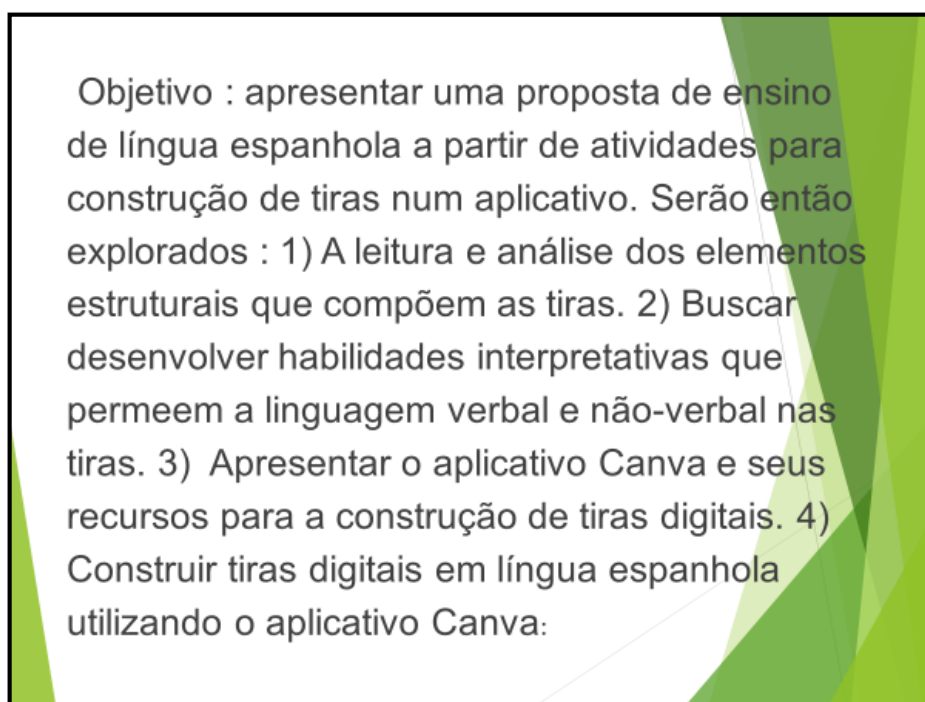 Objetivo : apresentar uma proposta de ensino
de língua espanhola a partir de atividades para
construção de tiras num aplicativo. Serão então
explorados : 1) A leitura e análise dos elementos
estruturais que compõem as tiras. 2) Buscar
desenvolver habilidades interpretativas que
permeem a linguagem verbal e não-verbal nas
tiras. 3) Apresentar o aplicativo Canva e seus
recursos para a construção de tiras digitais. 4)
Construir tiras digitais em língua espanhola
utilizando o aplicativo Canva: